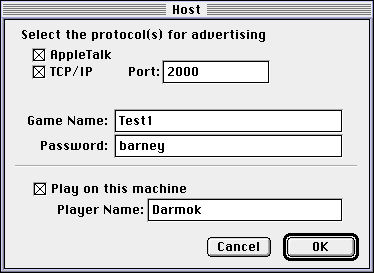 Host
Select the protocol(s) for advertising
AppleTalk
TCP/IP Port: 2000
Game Name: Test1
Password: barney
Play on this machine
Player Name: Darmok
Cancel OK